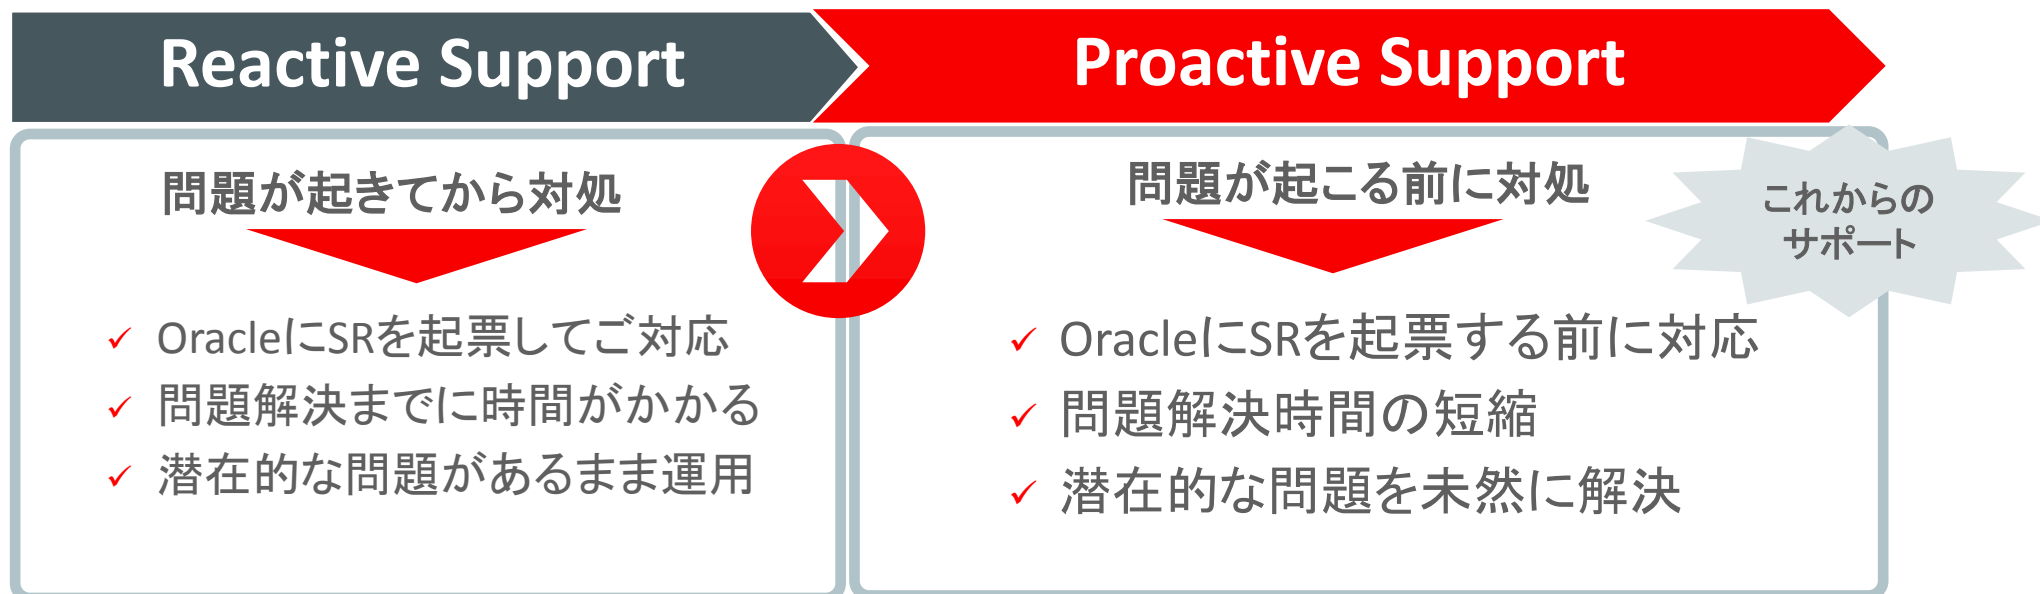 Reactive Support
Proactive Support
問題が起きてから対処
OracleにSRを起票してご対応
問題解決までに時間がかかる
潜在的な問題があるまま運用
問題が起こる前に対処
これからの
サポート
OracleにSRを起票する前に対応
問題解決時間の短縮
潜在的な問題を未然に解決